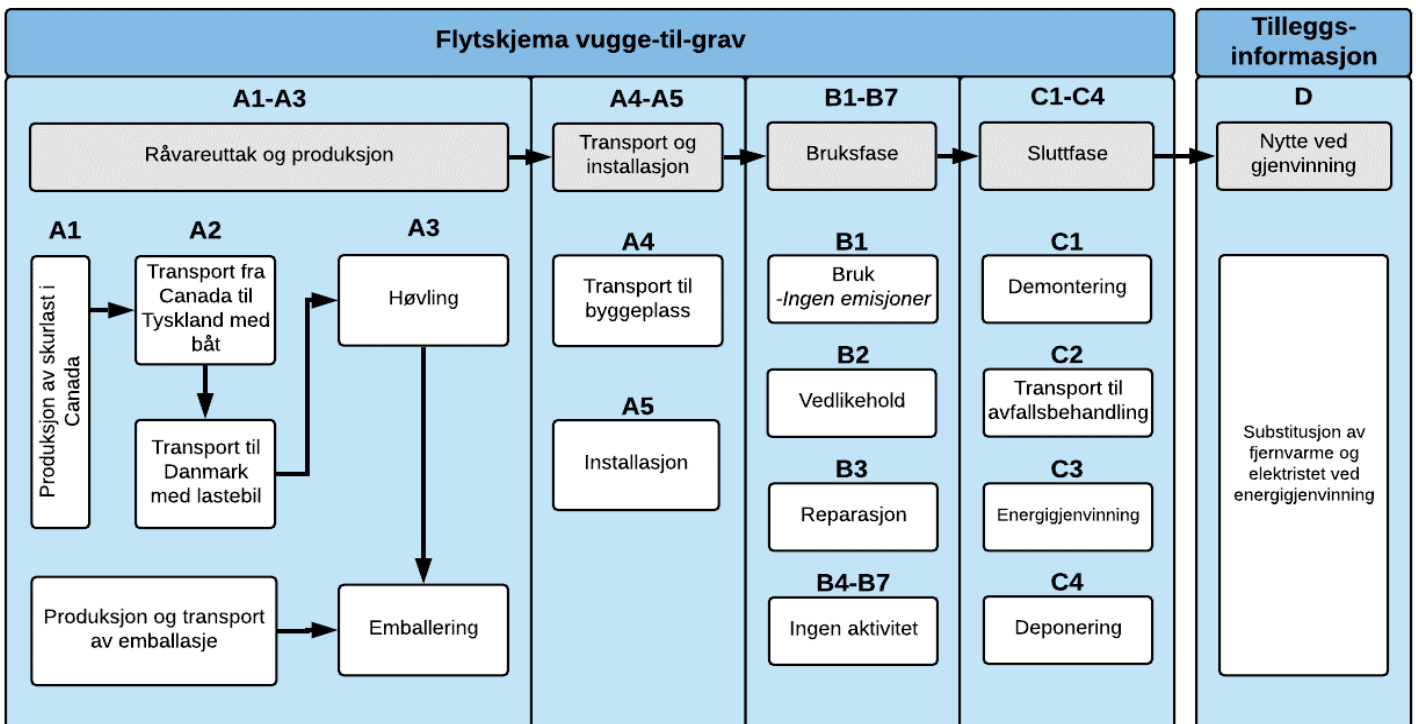 Flytskjema vugge-til-grav
Tilleggs-
informasjon
A1-A3
A4-A5
B1-B7
C1-C4
D
Råvareuttak og produksjon
Transport og
installasjon
Bruksfase
Sluttfase
Nytte ved
gjenvinning
A1
Produksjon av skurlast i
Canada
A2
Transport fra
Canada til
Tyskland med
båt
Transport til
Danmark
med lastebil
A3
Høvling
Produksjon og transport
av emballasje
Emballering
A4
Transport til
byggeplass
A5
Installasjon
B1
Bruk
-Ingen emisjoner
B2
Vedlikehold
B3
Reparasjon
B4-B7
Ingen aktivitet
C1
Demontering
C2
Transport til
avfallsbehandling
C3
Energigjenvinning
C4
Deponering
Substitusjon av
fjernvarme og
elektristet ved
energigjenvinning